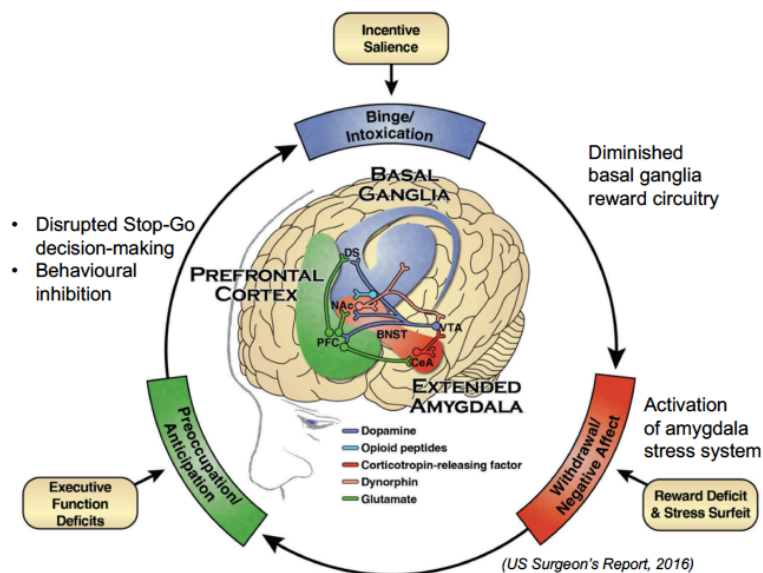 Incentive
Salience
Binge/
Intoxication
Diminished
basal ganglia
reward circuitry
• Disrupted Stop-Go
decision-making
• Behavioural
inhibition
BASAL
GANGLIA
PREFRONTAL
CORTEX
DS
NAc
VTA
BNST
PFC
CeA
EXTENDED
AMYGDALA
Dopamine
Opioid peptides
Corticotropin-releasing factor
Dynorphin
Glutamate
Preoccupation/
Anticipation
Withdrawal/
Negative Affect
Activation
of amygdala
stress system
Executive
Function
Deficits
Reward Deficit
& Stress Surfeit
(US Surgeon's Report, 2016)